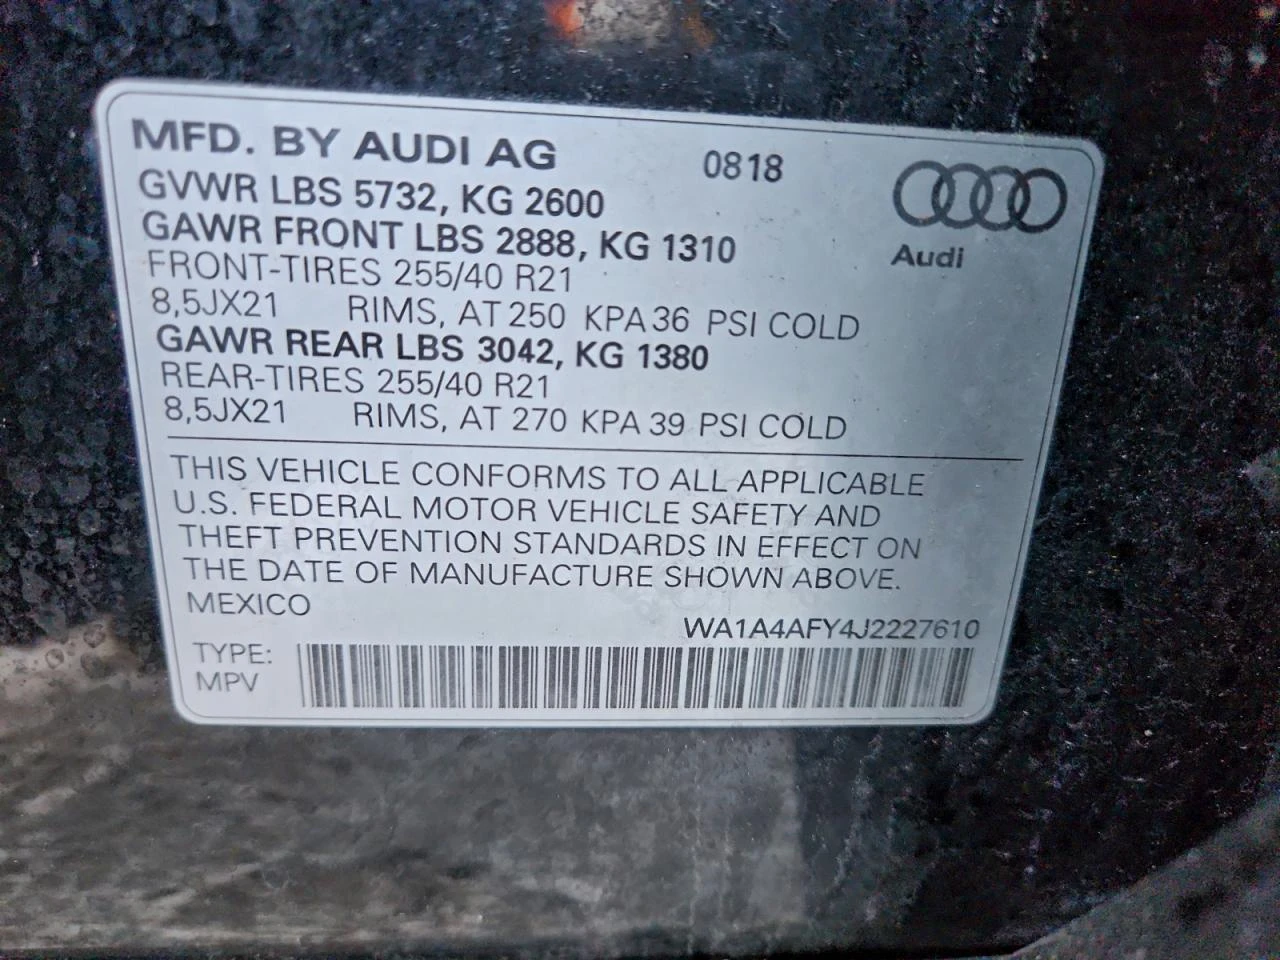 MFD. BY AUDI AG 0818
GVWR LBS 5732, KG 2600
GAWR FRONT LBS 2888, KG 1310
Audi
FRONT-TIRES 255/40 R21
8,5JX21 RIMS, AT 250 KPA 36 PSI COLD
GAWR REAR LBS 3042, KG 1380
REAR-TIRES 255/40 R21
8,5JX21 RIMS, AT 270 KPA 39 PSI COLD
THIS VEHICLE CONFORMS TO ALL APPLICABLE
U.S. FEDERAL MOTOR VEHICLE SAFETY AND
THEFT PREVENTION STANDARDS IN EFFECT ON
THE DATE OF MANUFACTURE SHOWN ABOVE.
MEXICO
WA1A4AFY4J2227610
TYPE:
MPV